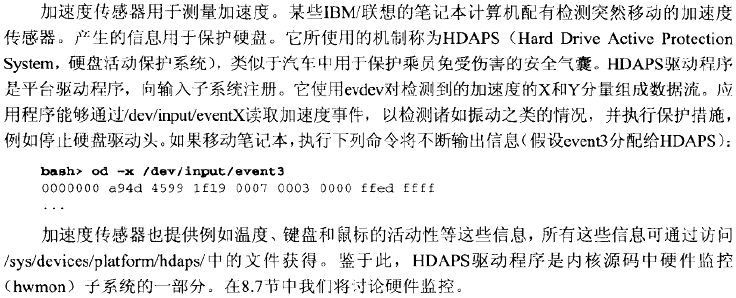 加速度传感器用于测量加速度。某些IBM/联想的笔记本计算机配有检测突然移动的加速度
传感器。产生的信息用于保护硬盘。它所使用的机制称为HDAPS（Hard Drive Active Protection
System，硬盘活动保护系统），类似于汽车中用于保护乘员免受伤害的安全气囊。HDAPS驱动程序
是平台驱动程序，向输入子系统注册。它使用evdev对检测到的加速度的X和Y分量组成数据流。应
用程序能够通过/dev/input/eventX读取加速度事件，以检测诸如振动之类的情况，并执行保护措施，
例如停止硬盘驱动头。如果移动笔记本，执行下列命令将不断输出信息（假设event3分配给HDAPS）：
bash> od -x /dev/input/event3
0000000 a94d 4599 1f19 0007 0003 0000 ffed ffff
...
加速度传感器也提供例如温度、键盘和鼠标的活动性等这些信息，所有这些信息可通过访问
/sys/devices/platform/hdaps/中的文件获得。鉴于此，HDAPS驱动程序是内核源码中硬件监控
（hwmon）子系统的一部分。在8.7节中我们将讨论硬件监控。